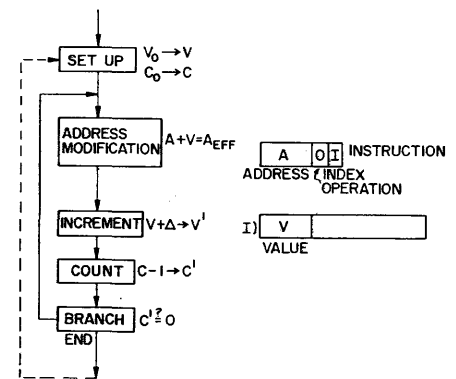 SET UP
V₀→V
C₀→C
ADDRESS
MODIFICATION
A+V=A_EFF
A O I INSTRUCTION
ADDRESS INDEX
OPERATION
INCREMENT V+Δ→V'
I) V
VALUE
COUNT C-1→C'
BRANCH C'≟0
END